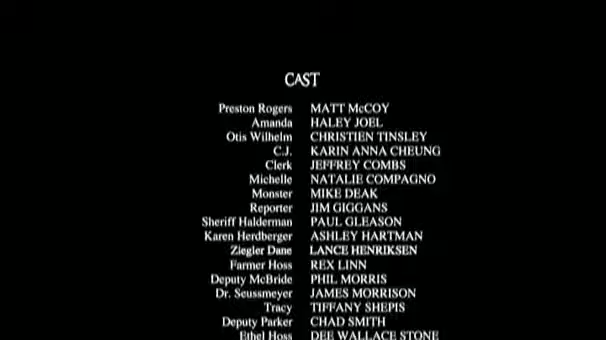 CAST
Preston Rogers MATT McCOY
Amanda HALEY JOEL
Otis Wilhelm CHRISTIEN TINSLEY
C.J. KARIN ANNA CHEUNG
Clerk JEFFREY COMBS
Michelle NATALIE COMPAGNO
Monster MIKE DEAK
Reporter JIM GIGGANS
Sheriff Halderman PAUL GLEASON
Karen Herdberger ASHLEY HARTMAN
Ziegler Dane LANCE HENRIKSEN
Farmer Hoss REX LINN
Deputy McBride PHIL MORRIS
Dr. Seussmeyer JAMES MORRISON
Tracy TIFFANY SHEPIS
Deputy Parker CHAD SMITH
Ethel Hoss DEE WALLACE STONE